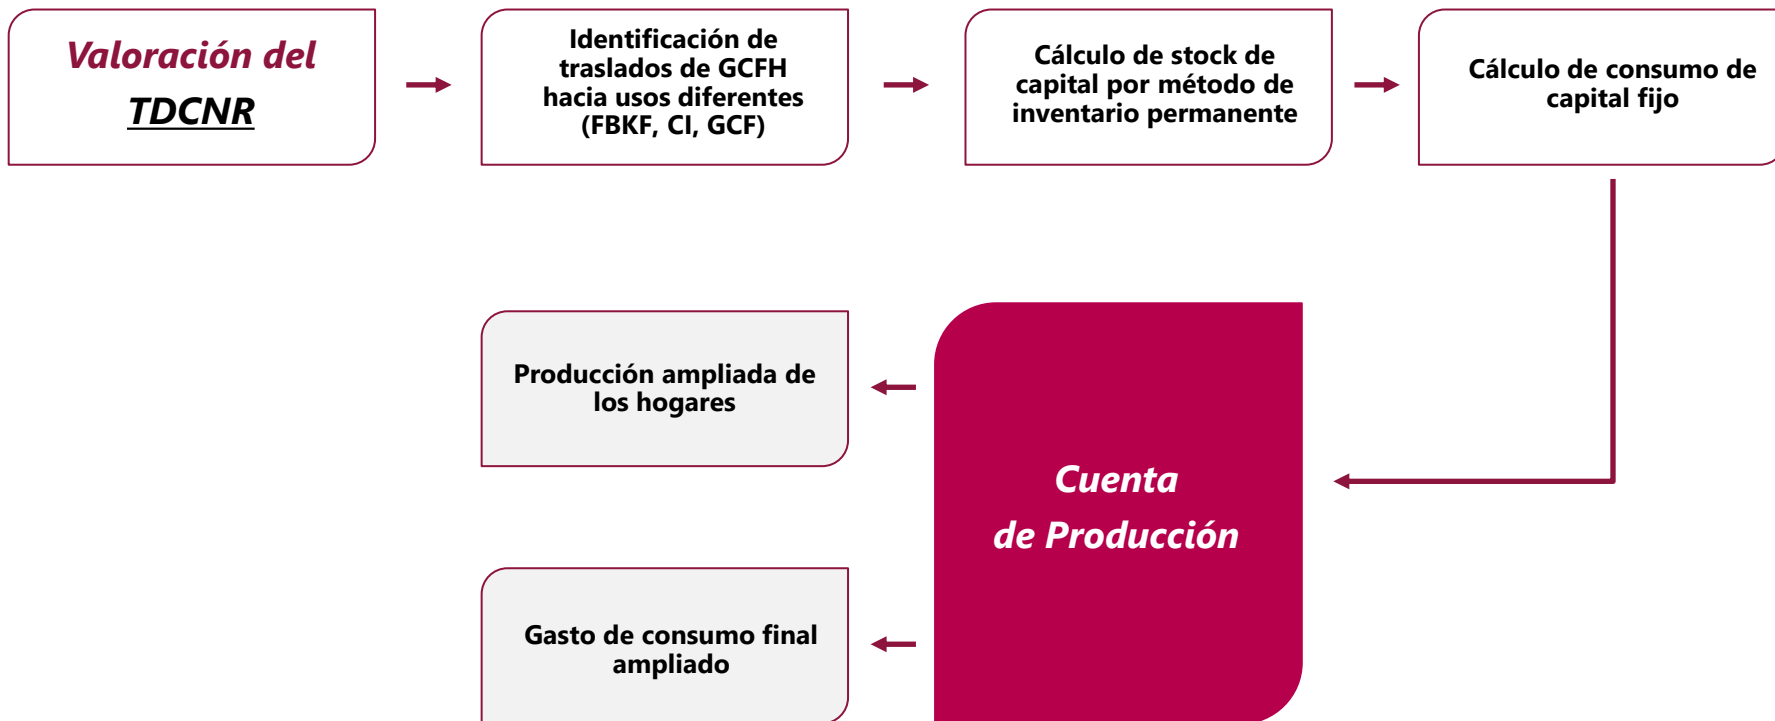 Valoración del
TDCNR
Identificación de
traslados de GCFH
hacia usos diferentes
(FBKF, CI, GCF)
Cálculo de stock de
capital por método de
inventario permanente
Cálculo de consumo de
capital fijo
Producción ampliada de
los hogares
Cuenta
de Producción
Gasto de consumo final
ampliado